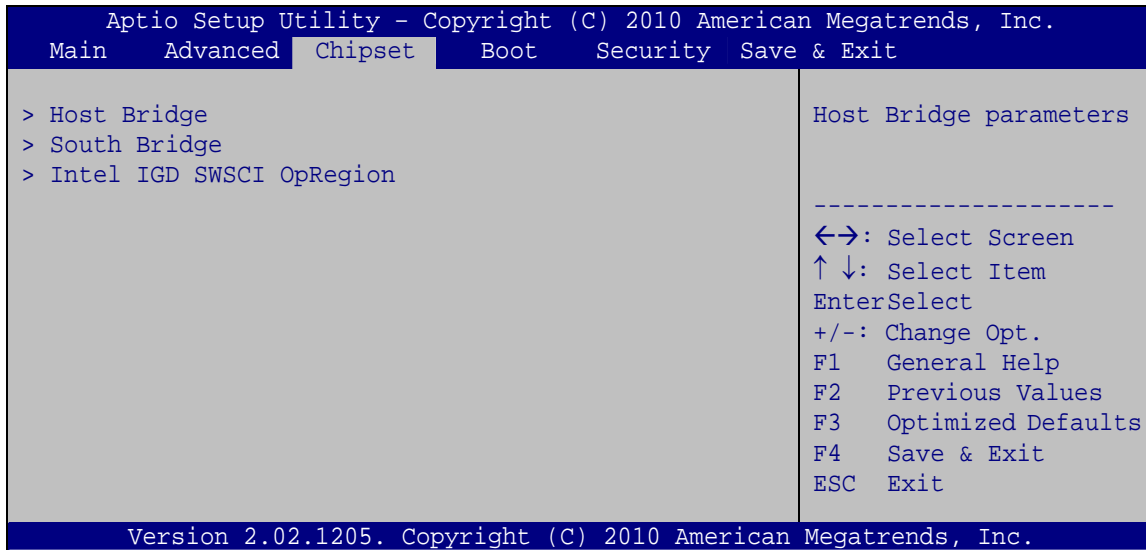 Aptio Setup Utility – Copyright (C) 2010 American Megatrends, Inc.
Main Advanced Chipset Boot Security Save & Exit
> Host Bridge
> South Bridge
> Intel IGD SWSCI OpRegion
Host Bridge parameters
---------------------
←→: Select Screen
↑ ↓: Select Item
EnterSelect
+/-: Change Opt.
F1 General Help
F2 Previous Values
F3 Optimized Defaults
F4 Save & Exit
ESC Exit
Version 2.02.1205. Copyright (C) 2010 American Megatrends, Inc.